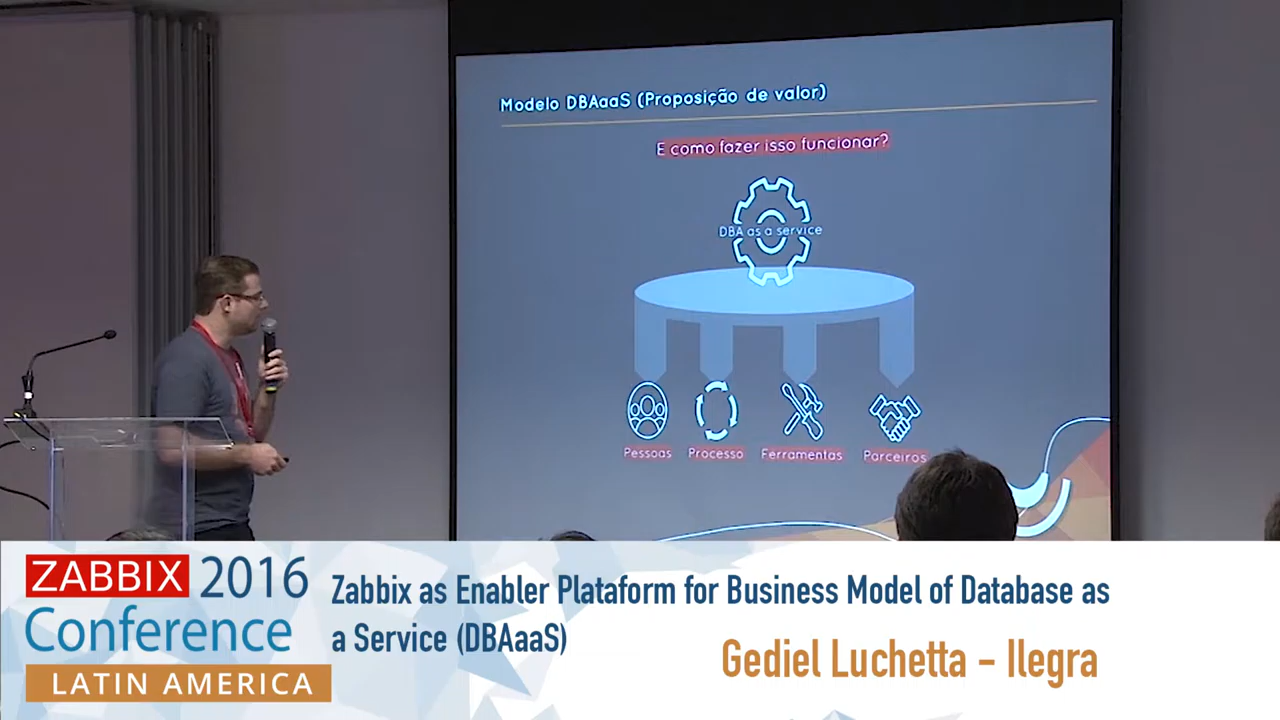 Modelo DBAaaS (Proposição de valor)
E como fazer isso funcionar?
DBA as a service
Pessoas
Processo
Ferramentas
Parceiros
ZABBIX 2016
Conference
LATIN AMERICA
Zabbix as Enabler Plataform for Business Model of Database as
a Service (DBAaaS)
Gediel Luchetta - Ilegra